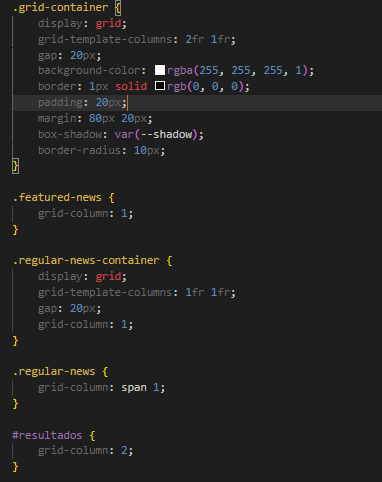 .grid-container {
    display: grid;
    grid-template-columns: 2fr 1fr;
    gap: 20px;
    background-color: rgba(255, 255, 255, 1);
    border: 1px solid rgb(0, 0, 0);
    padding: 20px;
    margin: 80px 20px;
    box-shadow: var(--shadow);
    border-radius: 10px;
}

.featured-news {
    grid-column: 1;
}

.regular-news-container {
    display: grid;
    grid-template-columns: 1fr 1fr;
    gap: 20px;
    grid-column: 1;
}

.regular-news {
    grid-column: span 1;
}

#resultados {
    grid-column: 2;
}